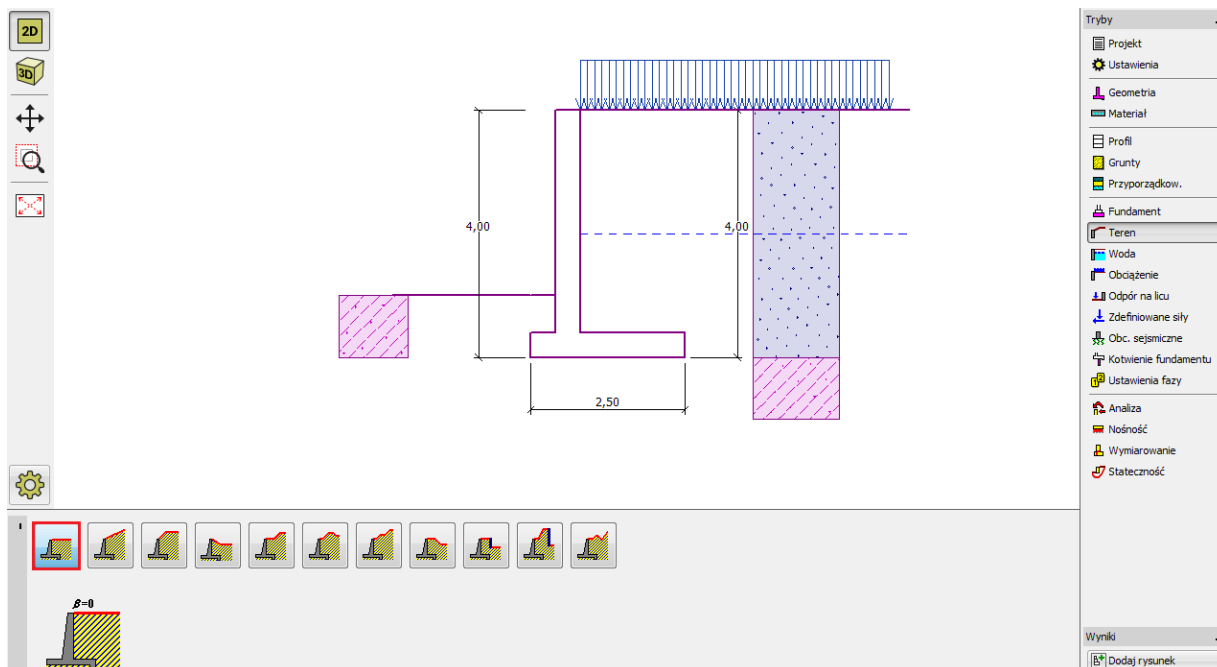 2D
3D
4,00
4,00
2,50
β=0
Tryby
Projekt
Ustawienia
Geometria
Materiał
Profil
Grunty
Przyporządkow.
Fundament
Teren
Woda
Obciążenie
Odpór na licu
Zdefiniowane siły
Obc. sejsmiczne
Kotwienie fundamentu
Ustawienia fazy
Analiza
Nośność
Wymiarowanie
Stateczność
Wyniki
Dodaj rysunek